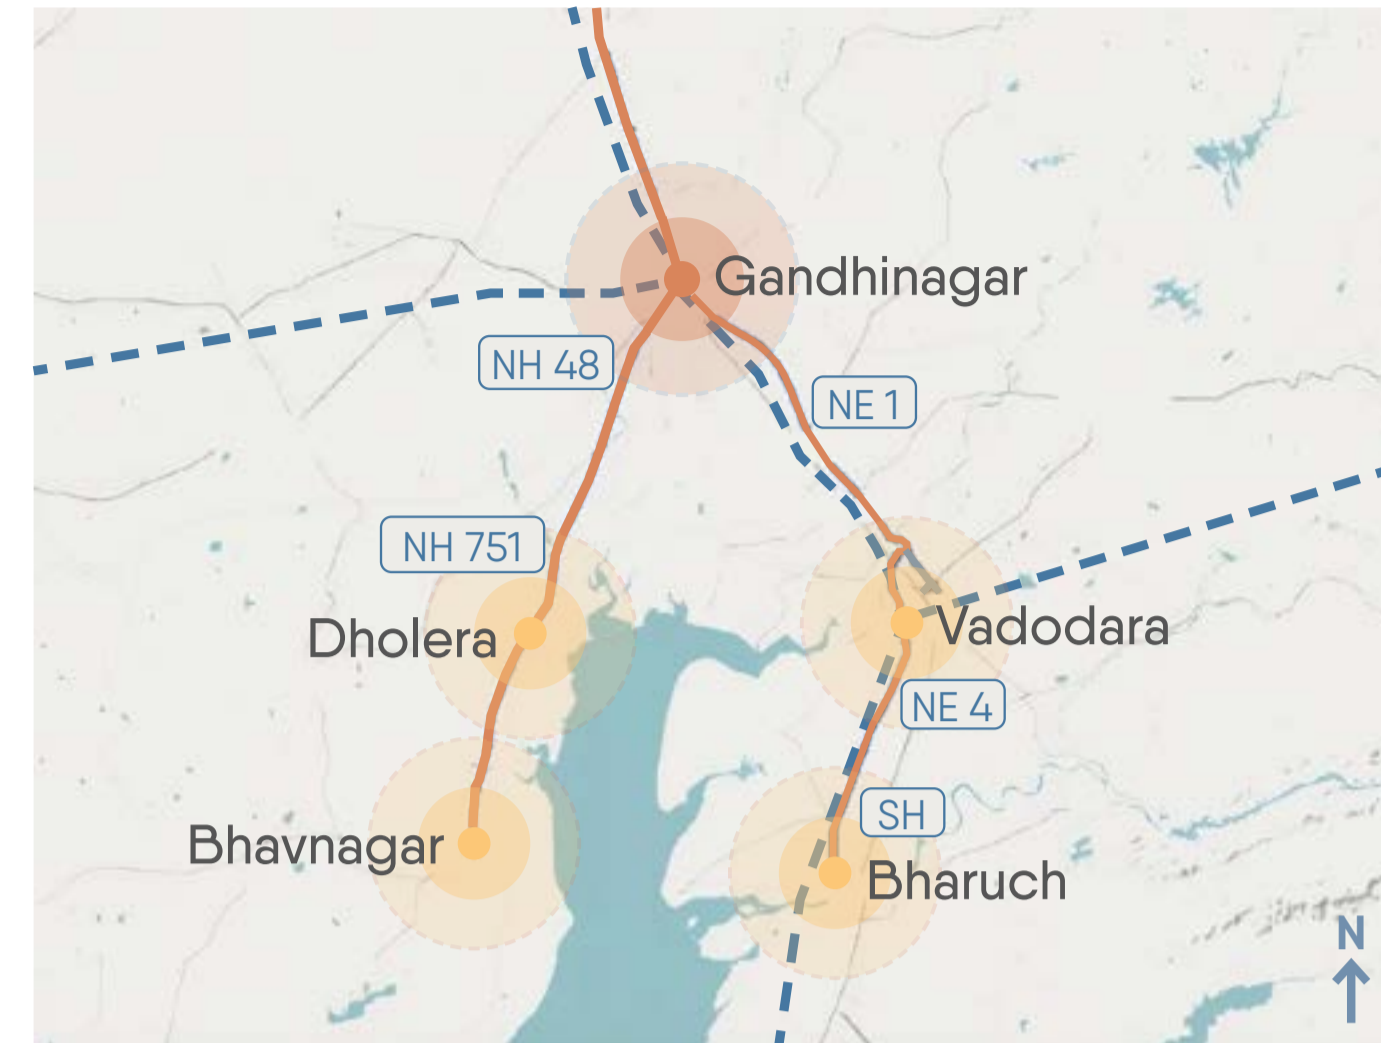 Gandhinagar
NH 48
NE 1
NH 751
Dholera
Vadodara
NE 4
SH
Bhavnagar
Bharuch
N